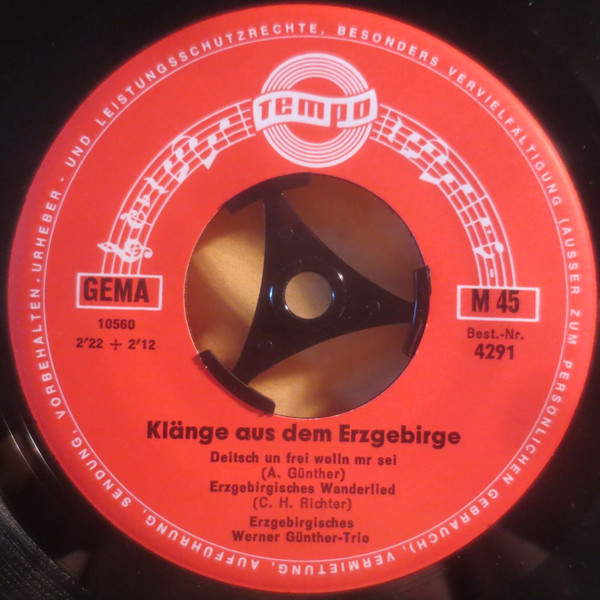 URHEBER- UND LEISTUNGSSCHUTZRECHTE, BESONDERS VERVIELFÄLTIGUNG (AUSSER ZUM PERSÖNLICHEN GEBRAUCH), VERMIETUNG, AUFFÜHRUNG, SENDUNG, VORBEHALTEN.
Tempo
GEMA
M 45
10560
2'22 + 2'12
Best.-Nr.
4291
Klänge aus dem Erzgebirge
Deitsch un frei wolln mr sei
(A. Günther)
Erzgebirgisches Wanderlied
(C. H. Richter)
Erzgebirgisches
Werner Günther-Trio